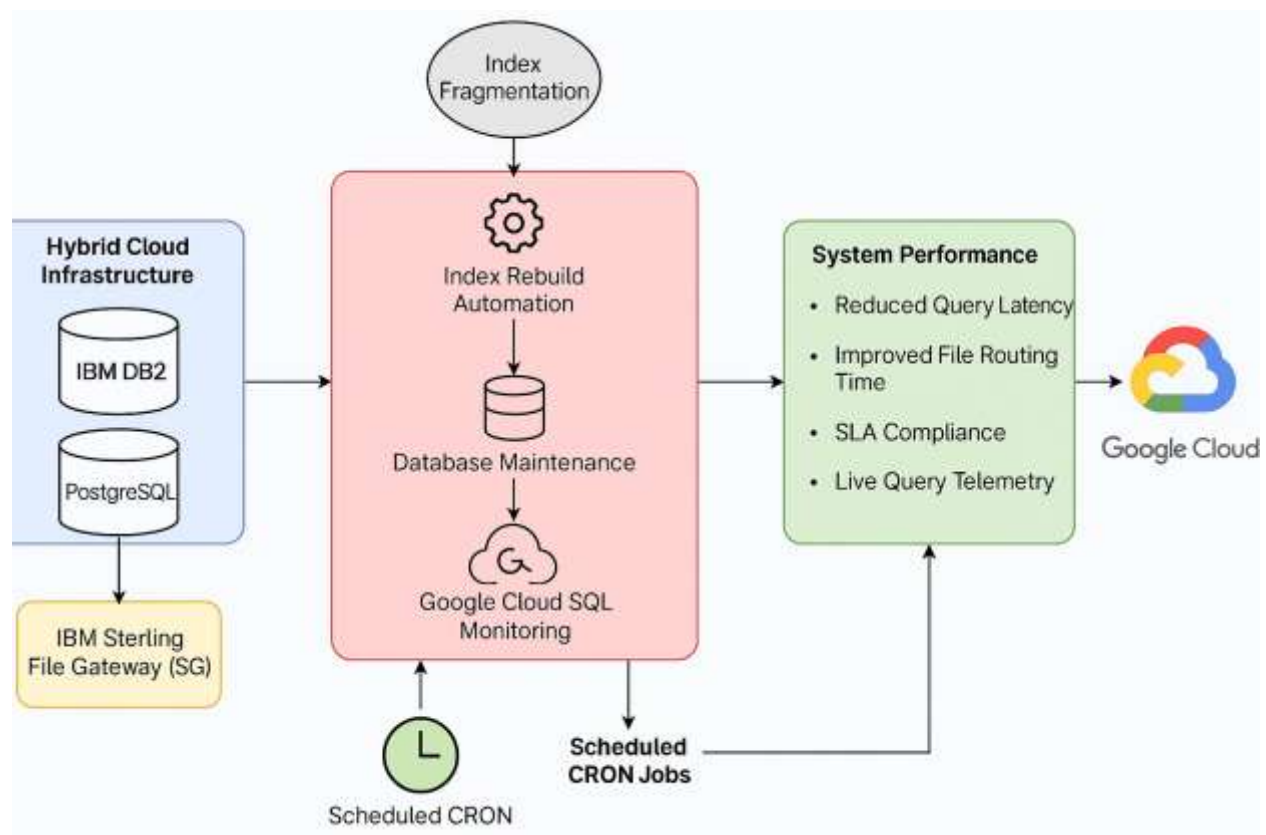 Index
Fragmentation
Hybrid Cloud
Infrastructure
IBM DB2
PostgreSQL
IBM Sterling
File Gateway (SG)
Index Rebuild
Automation
Database Maintenance
Google Cloud SQL
Monitoring
Scheduled CRON
Scheduled
CRON Jobs
System Performance
• Reduced Query Latency
• Improved File Routing
Time
• SLA Compliance
• Live Query Telemetry
Google Cloud